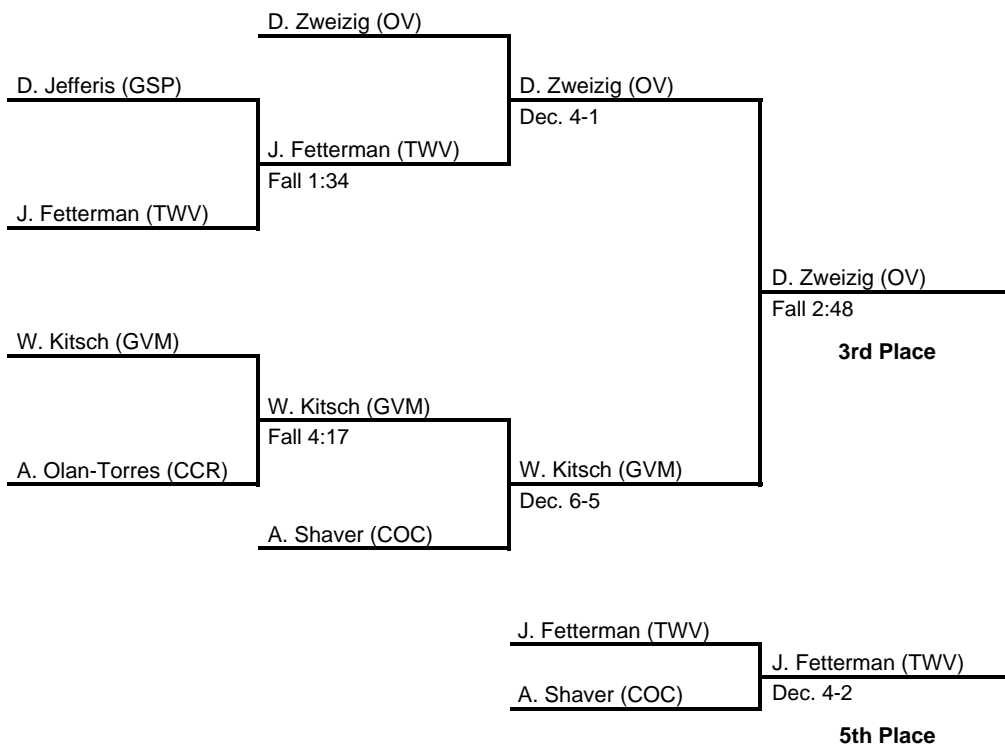 D. Zweizig (OV)
D. Jefferis (GSP)
D. Zweizig (OV)
Dec. 4-1
J. Fetterman (TWV)
Fall 1:34
J. Fetterman (TWV)
D. Zweizig (OV)
Fall 2:48
3rd Place
W. Kitsch (GVM)
W. Kitsch (GVM)
Fall 4:17
A. Olan-Torres (CCR)
W. Kitsch (GVM)
Dec. 6-5
A. Shaver (COC)
J. Fetterman (TWV)
J. Fetterman (TWV)
Dec. 4-2
A. Shaver (COC)
5th Place